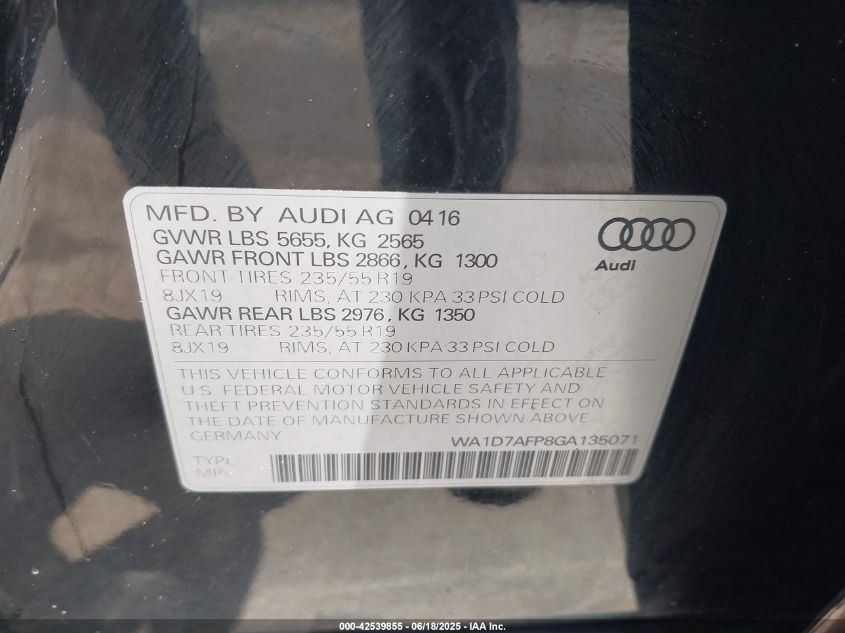 MFD. BY AUDI AG 04 16
GVWR LBS 5655, KG 2565
GAWR FRONT LBS 2866, KG 1300
FRONT-TIRES 235/55 R19
8JX19 RIMS, AT 230 KPA 33 PSI COLD
GAWR REAR LBS 2976, KG 1350
REAR TIRES 235/55 R19
8JX19 RIMS, AT 230 KPA 33 PSI COLD
Audi
THIS VEHICLE CONFORMS TO ALL APPLICABLE
U.S. FEDERAL MOTOR VEHICLE SAFETY AND
THEFT PREVENTION STANDARDS IN EFFECT ON
THE DATE OF MANUFACTURE SHOWN ABOVE
GERMANY WA1D7AFP8GA135071
TYPE
MPV
000-42539855 - 06/18/2025 - IAA Inc.